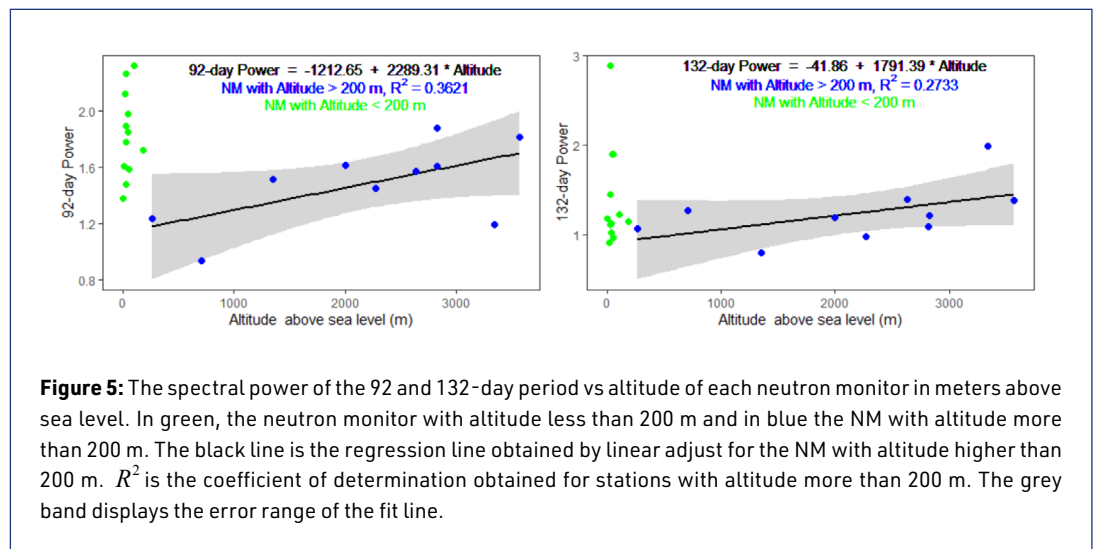 92-day Power = -1212.65 + 2289.31 * Altitude
NM with Altitude > 200 m, R² = 0.3621
NM with Altitude < 200 m
92-day Power
2.0
1.6
1.2
0.8
0
1000
2000
3000
Altitude above sea level (m)
132-day Power = -41.86 + 1791.39 * Altitude
NM with Altitude > 200 m, R² = 0.2733
NM with Altitude < 200 m
132-day Power
3
2
1
0
1000
2000
3000
Altitude above sea level (m)
Figure 5: The spectral power of the 92 and 132-day period vs altitude of each neutron monitor in meters above
sea level. In green, the neutron monitor with altitude less than 200 m and in blue the NM with altitude more
than 200 m. The black line is the regression line obtained by linear adjust for the NM with altitude higher than
200 m. R² is the coefficient of determination obtained for stations with altitude more than 200 m. The grey
band displays the error range of the fit line.